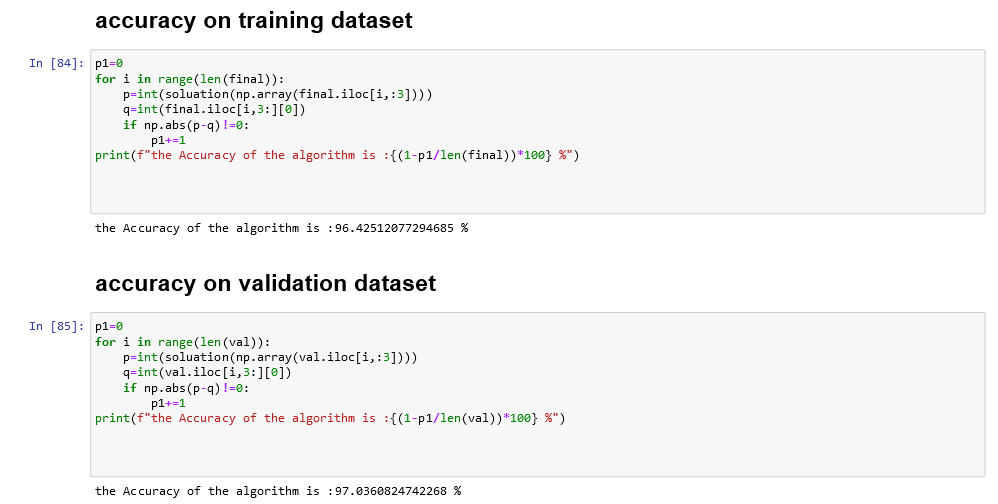 accuracy on training dataset
In [84]: p1=0
for i in range(len(final)):
    p=int(soluation(np.array(final.iloc[i,:3])))
    q=int(final.iloc[i,3:][0])
    if np.abs(p-q)!=0:
        p1+=1
print(f"the Accuracy of the algorithm is :{(1-p1/len(final))*100} %")
the Accuracy of the algorithm is :96.42512077294685 %
accuracy on validation dataset
In [85]: p1=0
for i in range(len(val)):
    p=int(soluation(np.array(val.iloc[i,:3])))
    q=int(val.iloc[i,3:][0])
    if np.abs(p-q)!=0:
        p1+=1
print(f"the Accuracy of the algorithm is :{(1-p1/len(val))*100} %")
the Accuracy of the algorithm is :97.0360824742268 %